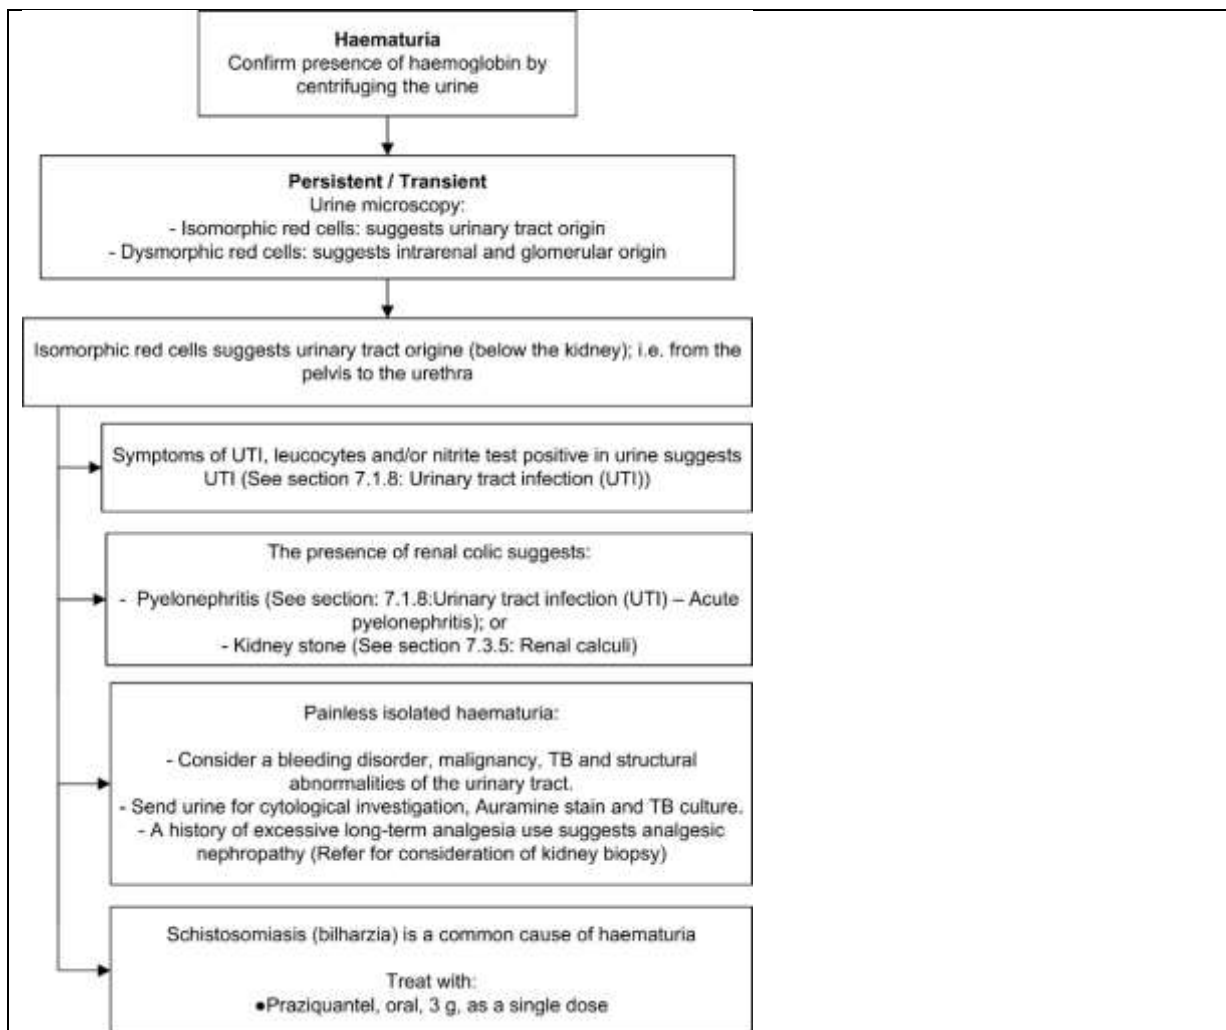 Haematuria
Confirm presence of haemoglobin by
centrifuging the urine
Persistent / Transient
Urine microscopy:
- Isomorphic red cells: suggests urinary tract origin
- Dysmorphic red cells: suggests intrarenal and glomerular origin
Isomorphic red cells suggests urinary tract origine (below the kidney); i.e. from the
pelvis to the urethra
Symptoms of UTI, leucocytes and/or nitrite test positive in urine suggests
UTI (See section 7.1.8: Urinary tract infection (UTI))
The presence of renal colic suggests:
- Pyelonephritis (See section: 7.1.8:Urinary tract infection (UTI) – Acute
pyelonephritis); or
- Kidney stone (See section 7.3.5: Renal calculi)
Painless isolated haematuria:
- Consider a bleeding disorder, malignancy, TB and structural
abnormalities of the urinary tract.
- Send urine for cytological investigation, Auramine stain and TB culture.
- A history of excessive long-term analgesia use suggests analgesic
nephropathy (Refer for consideration of kidney biopsy)
Schistosomiasis (bilharzia) is a common cause of haematuria
Treat with:
●Praziquantel, oral, 3 g, as a single dose